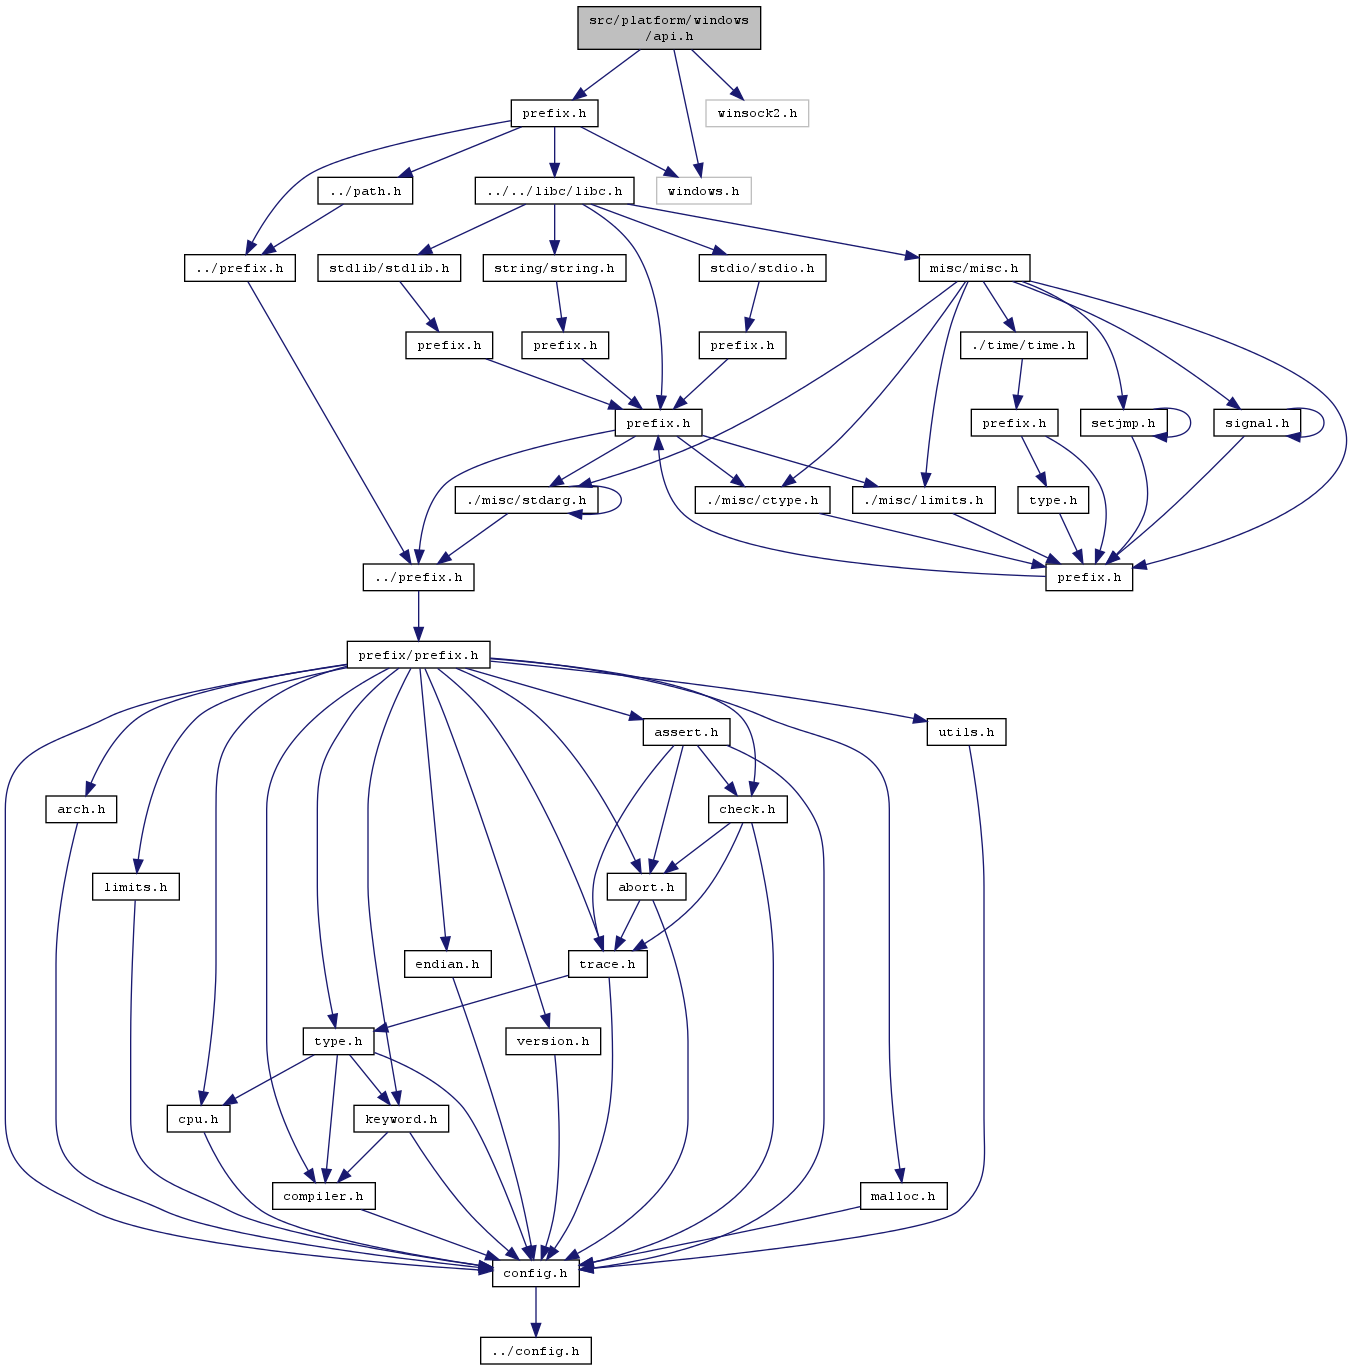 src/platform/windows
/api.h
prefix.h
winsock2.h
../path.h
../../libc/libc.h
windows.h
../prefix.h
stdlib/stdlib.h
string/string.h
stdio/stdio.h
misc/misc.h
prefix.h
prefix.h
prefix.h
./time/time.h
prefix.h
prefix.h
setjmp.h
signal.h
./misc/stdarg.h
./misc/ctype.h
./misc/limits.h
type.h
../prefix.h
prefix.h
prefix/prefix.h
assert.h
utils.h
arch.h
check.h
limits.h
abort.h
endian.h
trace.h
type.h
version.h
cpu.h
keyword.h
compiler.h
malloc.h
config.h
../config.h